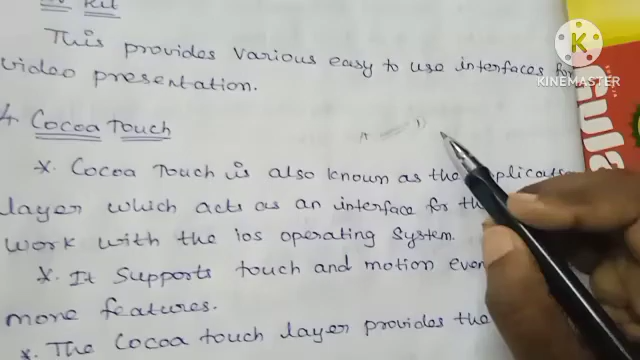 Kit
This provides various easy to use interfaces for
video presentation.
4. Cocoa Touch
* Cocoa Touch is also known as the
layer which acts as an interface for the
work with the ios operating system.
* It supports touch and motion
more features.
* The Cocoa touch layer provides the
KINEMASTER